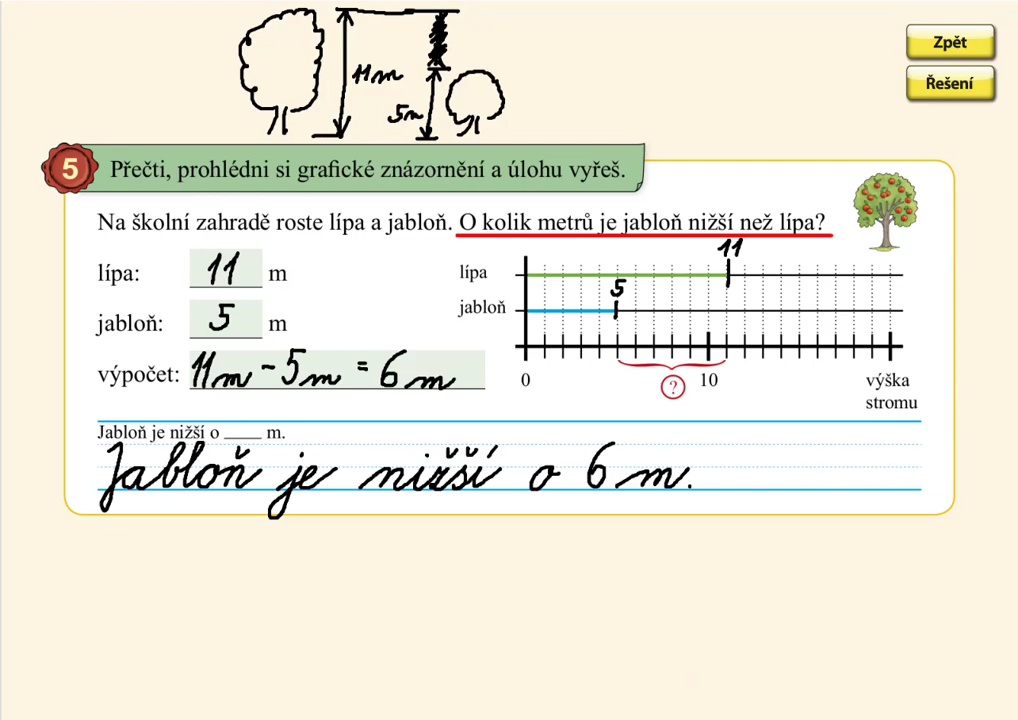 11m
5m
Zpět
Řešení
5 Přečti, prohlédni si grafické znázornění a úlohu vyřeš.
Na školní zahradě roste lípa a jabloň. O kolik metrů je jabloň nižší než lípa?
lípa: 11 m
jabloň: 5 m
výpočet: 11m - 5m = 6m
lípa 11
jabloň 5
0 ? 10 výška stromu
Jabloň je nižší o ____ m.
Jabloň je nižší o 6 m.